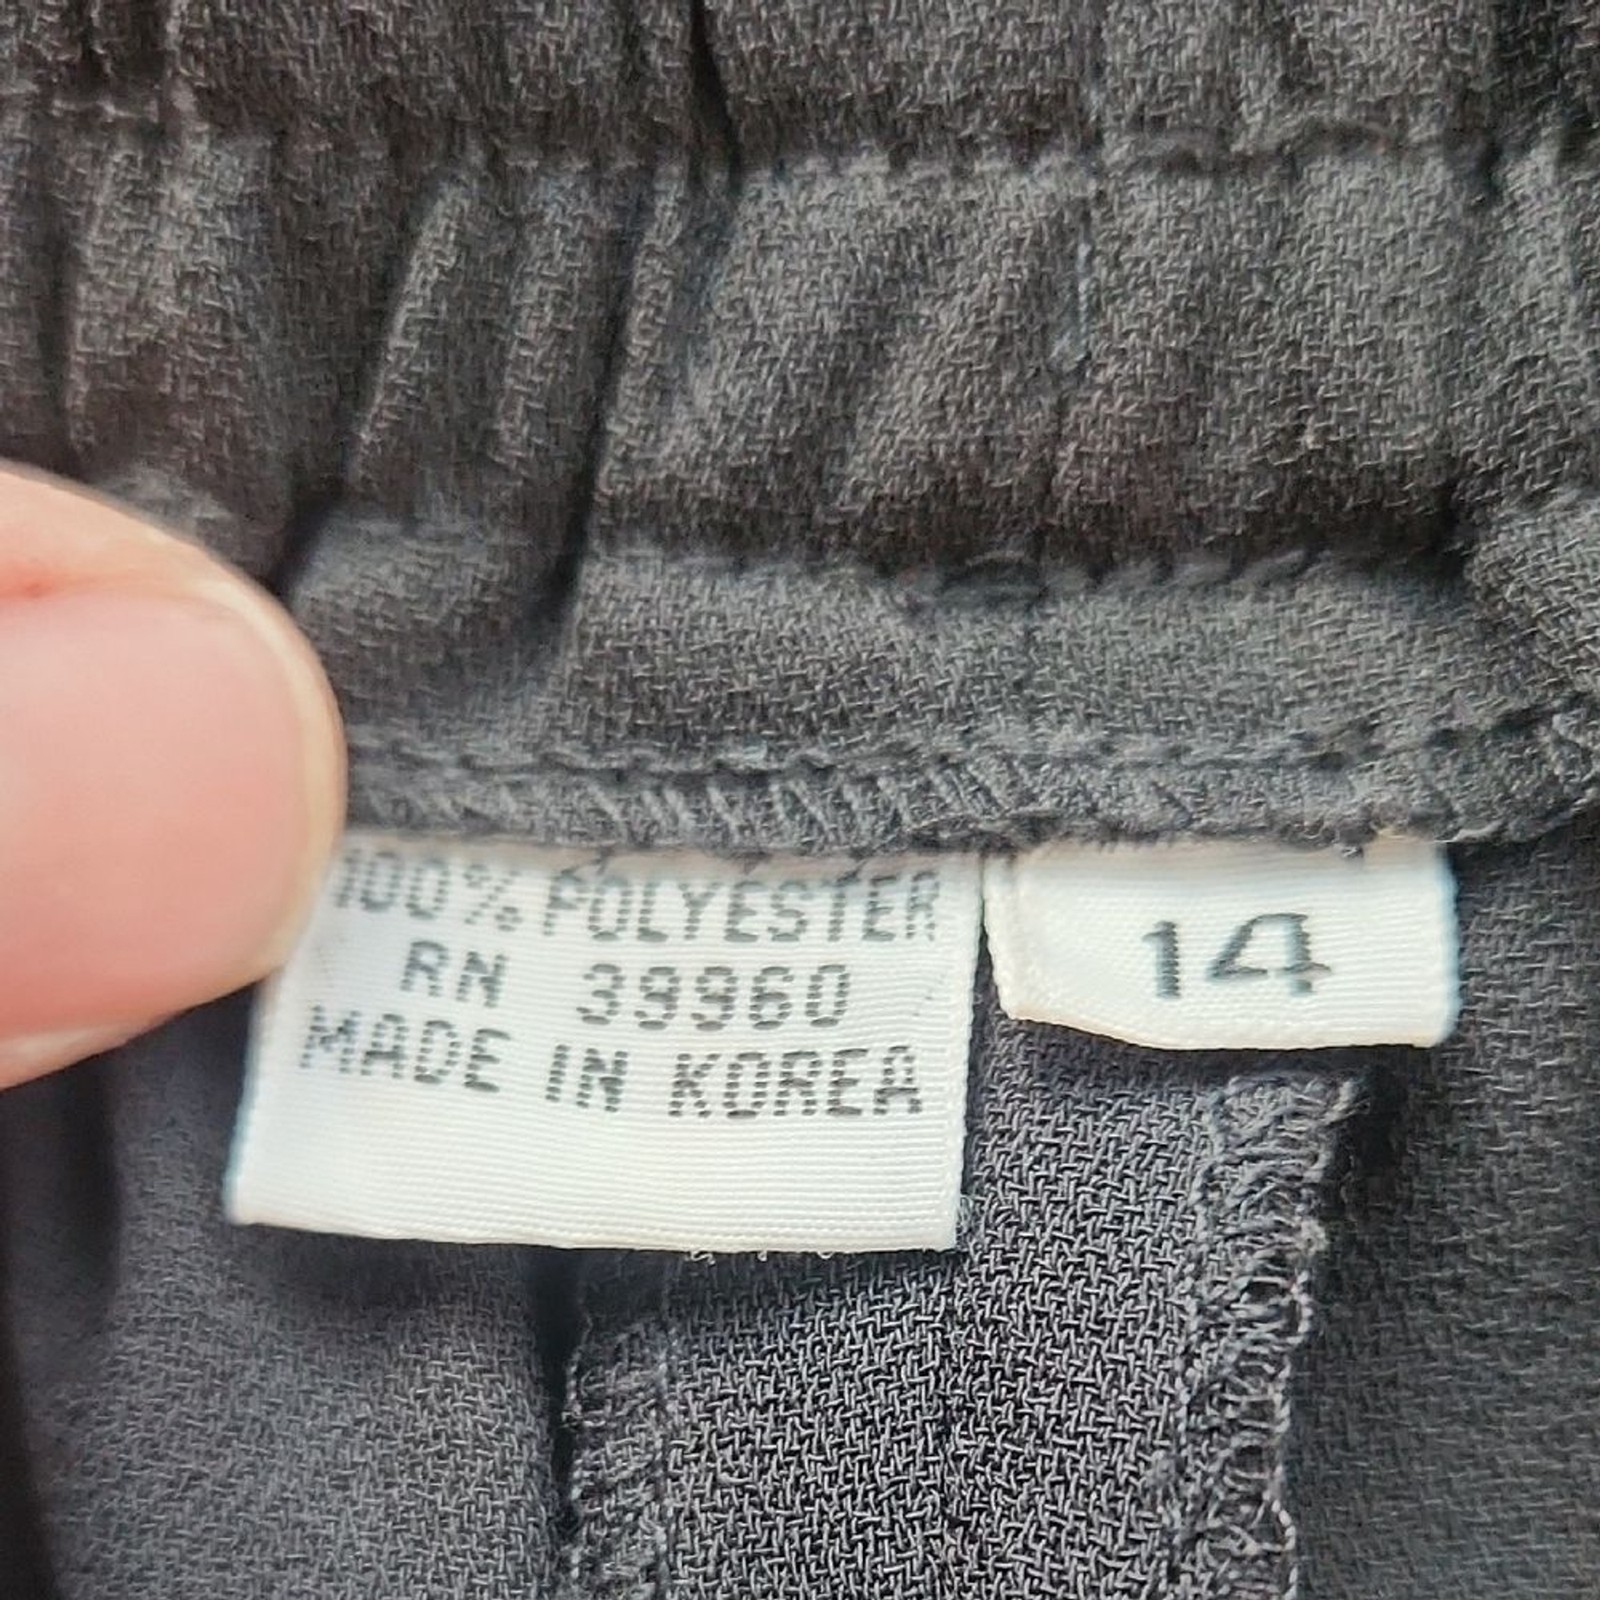 100% POLYESTER
RN 39960
MADE IN KOREA
14